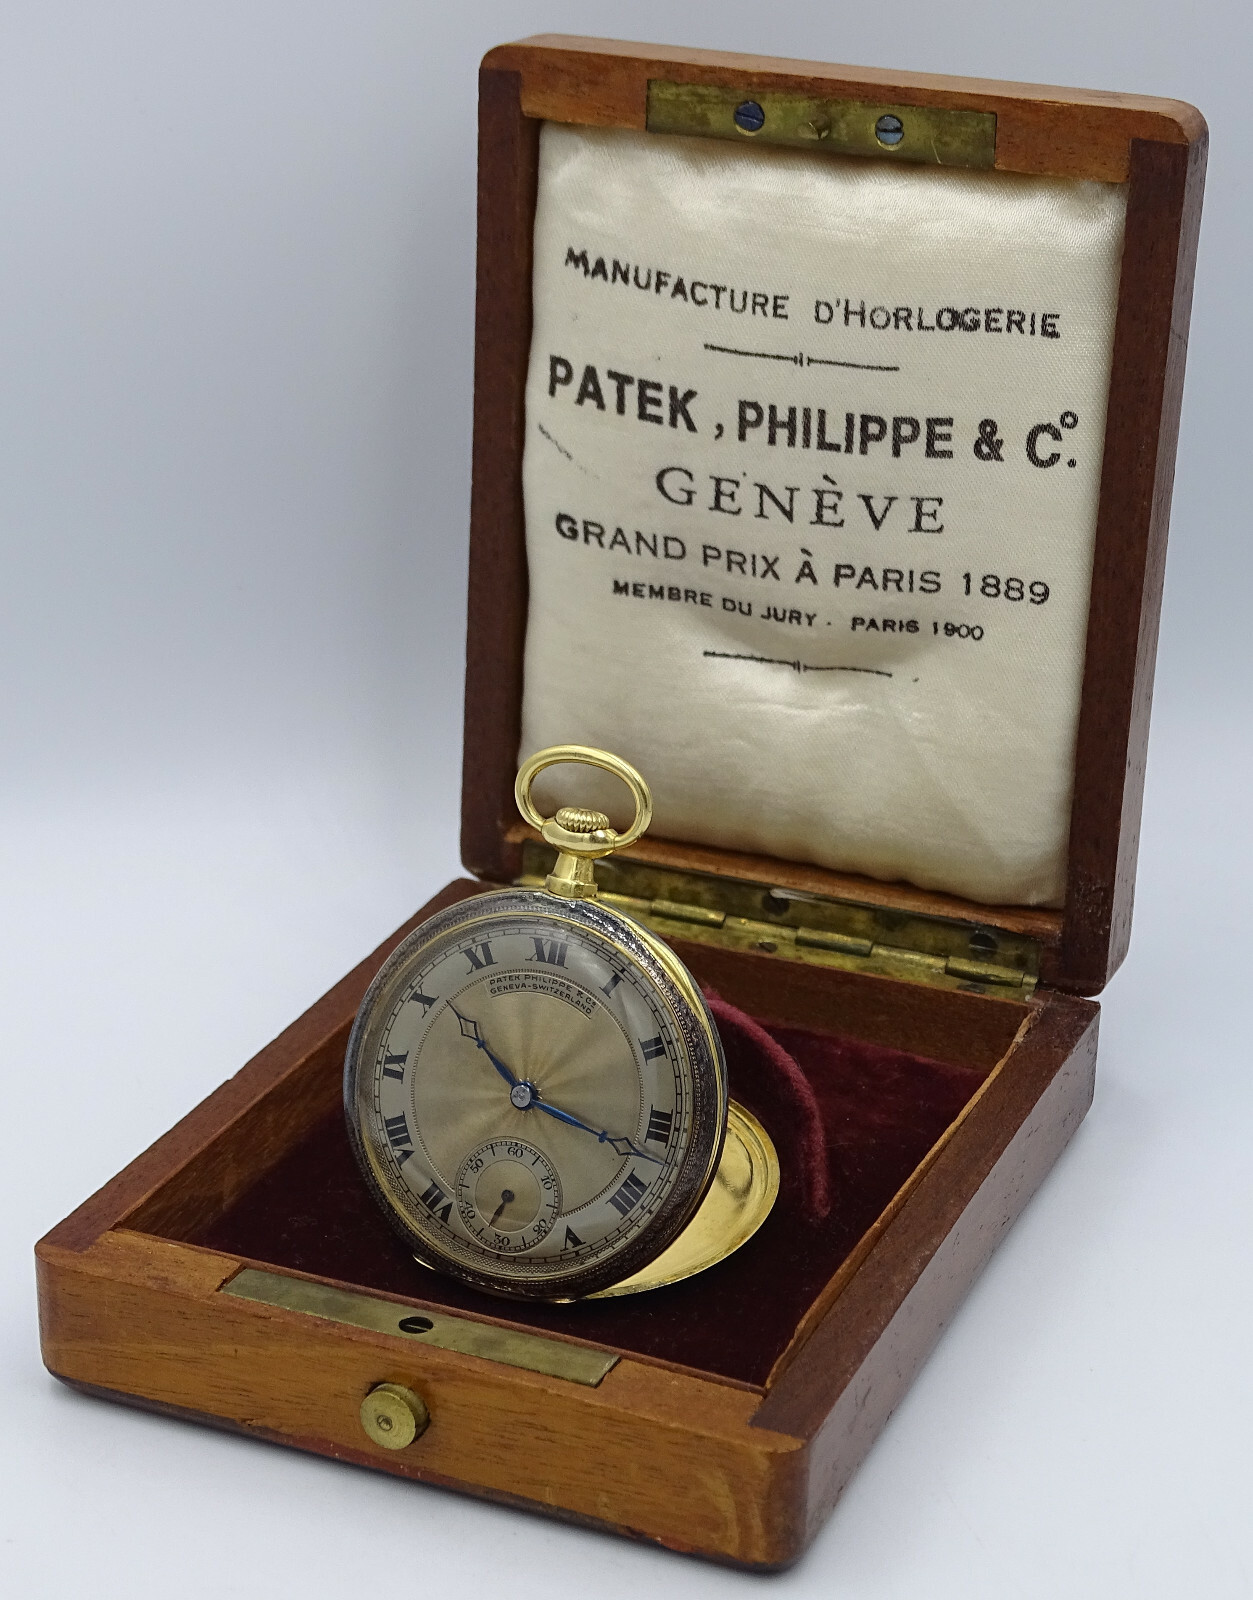 MANUFACTURE D'HORLOGERIE
PATEK, PHILIPPE & Cº.
GENÈVE
GRAND PRIX À PARIS 1889
MEMBRE DU JURY. PARIS 1900
PATEK PHILIPPE & Cº
GENEVA-SWITZERLAND
XII
I
II
III
IIII
V
VII
VIII
IX
X
XI
60
10
20
30
40
50